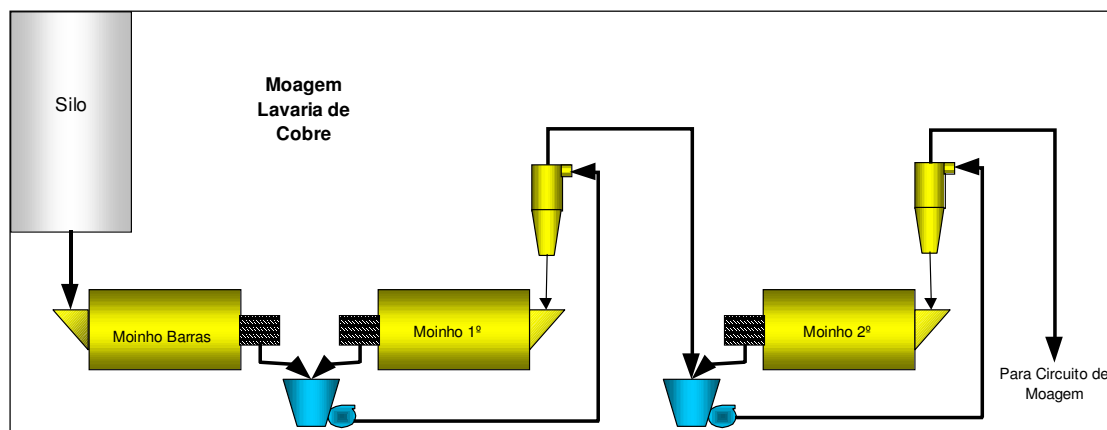 Silo
Moagem
Lavaria de
Cobre
Moinho Barras
Moinho 1º
Moinho 2º
Para Circuito de
Moagem